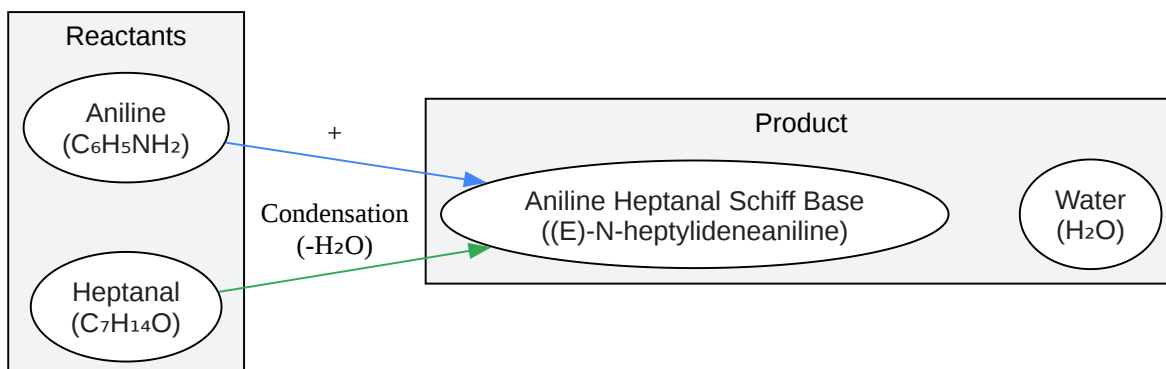 Reactants
Aniline
(C₆H₅NH₂)
+
Condensation
(-H₂O)
Heptanal
(C₇H₁₄O)
Product
Aniline Heptanal Schiff Base
((E)-N-heptylideneaniline)
Water
(H₂O)